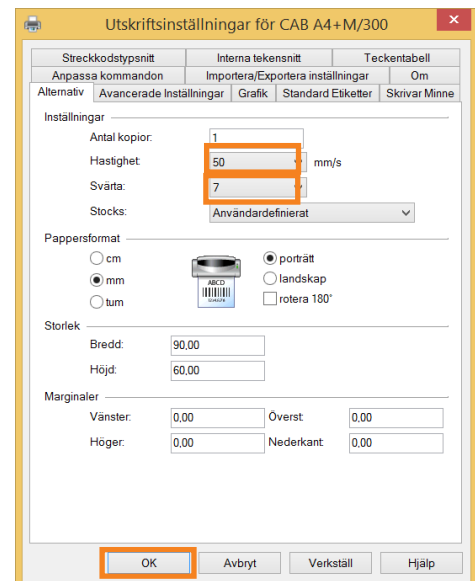 Utskriftsinställningar för CAB A4+M/300
Streckkodstypsnitt Interna tekensnitt Teckentabell
Anpassa kommandon Importera/Exportera inställningar Om
Alternativ Avancerade Inställningar Grafik Standard Etiketter Skrivar Minne
Inställningar
Antal kopior: 1
Hastighet: 50 mm/s
Svärta: 7
Stocks: Användardefinierat
Pappersformat
cm porträtt
mm landskap
tum rotera 180°
ABCD
Storlek
Bredd: 90,00
Höjd: 60,00
Marginaler
Vänster: 0,00 Överst: 0,00
Höger: 0,00 Nederkant: 0,00
OK Avbryt Verkställ Hjälp